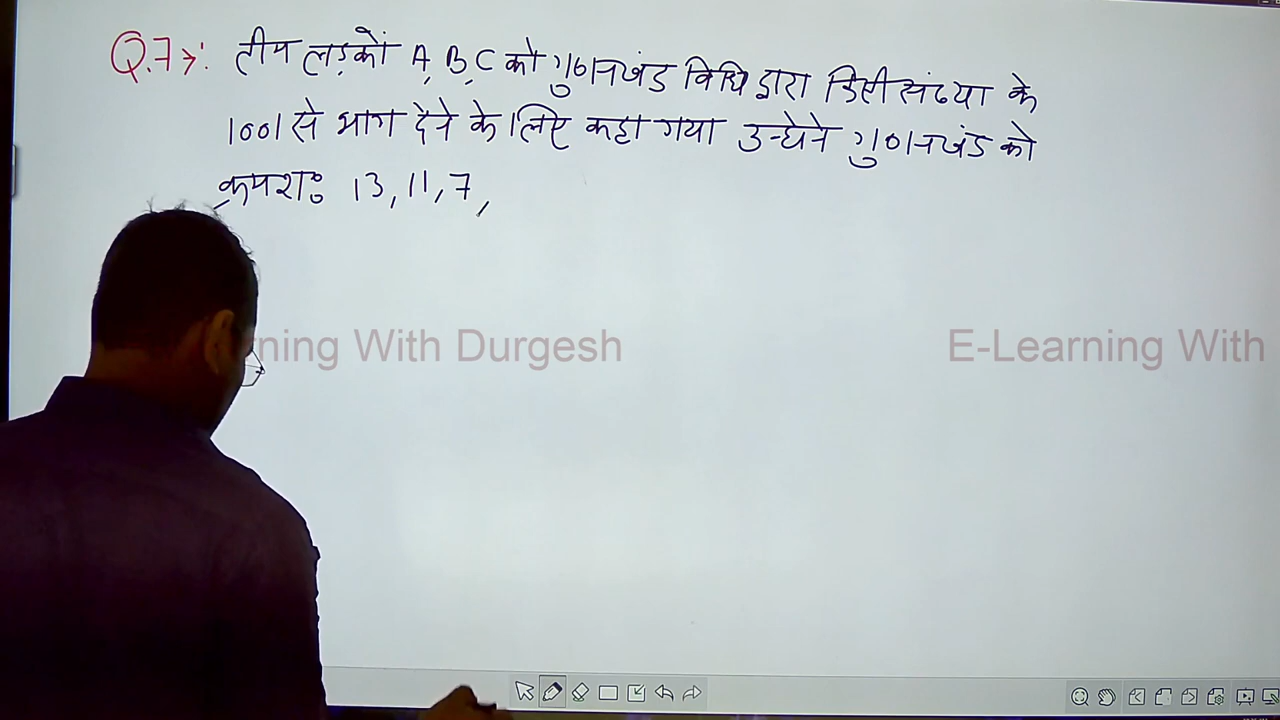 Q.7→: तीन लड़कों A, B, C को गुणनखंड विधि द्वारा किसी संख्या के
1001 से भाग देने के लिए कहा गया उन्होने गुणनखंड को
क्रमशः 13, 11, 7,
ning With Durgesh
E-Learning With